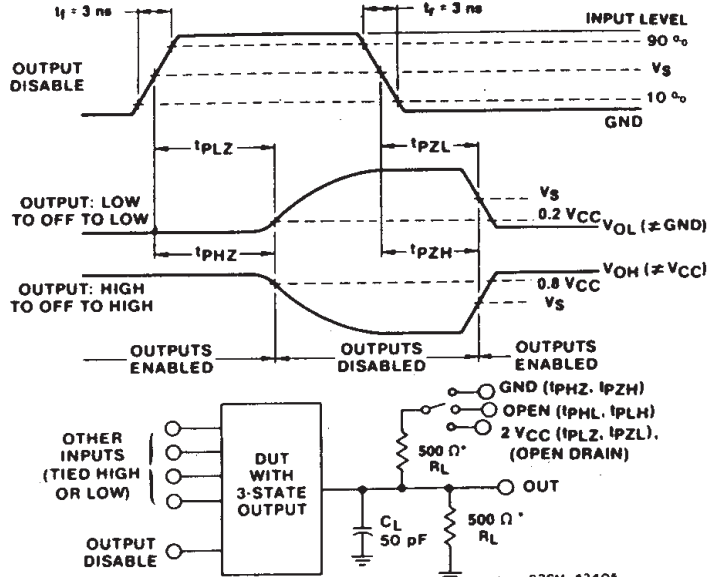 tr = 3 ns
tf = 3 ns
INPUT LEVEL
90 %
VS
10 %
GND
OUTPUT
DISABLE
tPLZ
tPZL
OUTPUT: LOW
TO OFF TO LOW
VS
0.2 VCC
VOL (≠ GND)
tPHZ
tPZH
VOH (≠ VCC)
OUTPUT: HIGH
TO OFF TO HIGH
0.8 VCC
VS
OUTPUTS
ENABLED
OUTPUTS
DISABLED
OUTPUTS
ENABLED
GND (tPHZ, tPZH)
OPEN (tPHL, tPLH)
2 VCC (tPLZ, tPZL),
(OPEN DRAIN)
OTHER
INPUTS
(TIED HIGH
OR LOW)
DUT
WITH
3-STATE
OUTPUT
500 Ω*
RL
OUT
CL
50 pF
500 Ω*
RL
OUTPUT
DISABLE